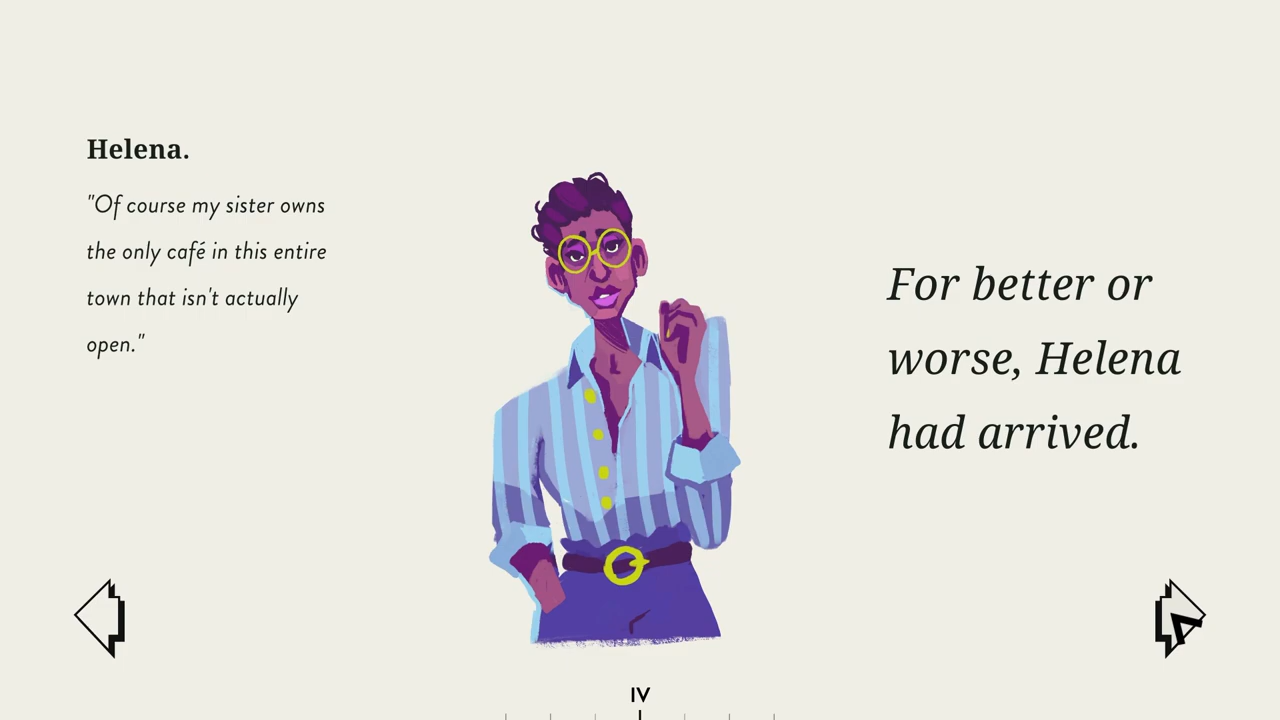 Helena.
"Of course my sister owns
the only café in this entire
town that isn't actually
open."
For better or
worse, Helena
had arrived.
IV